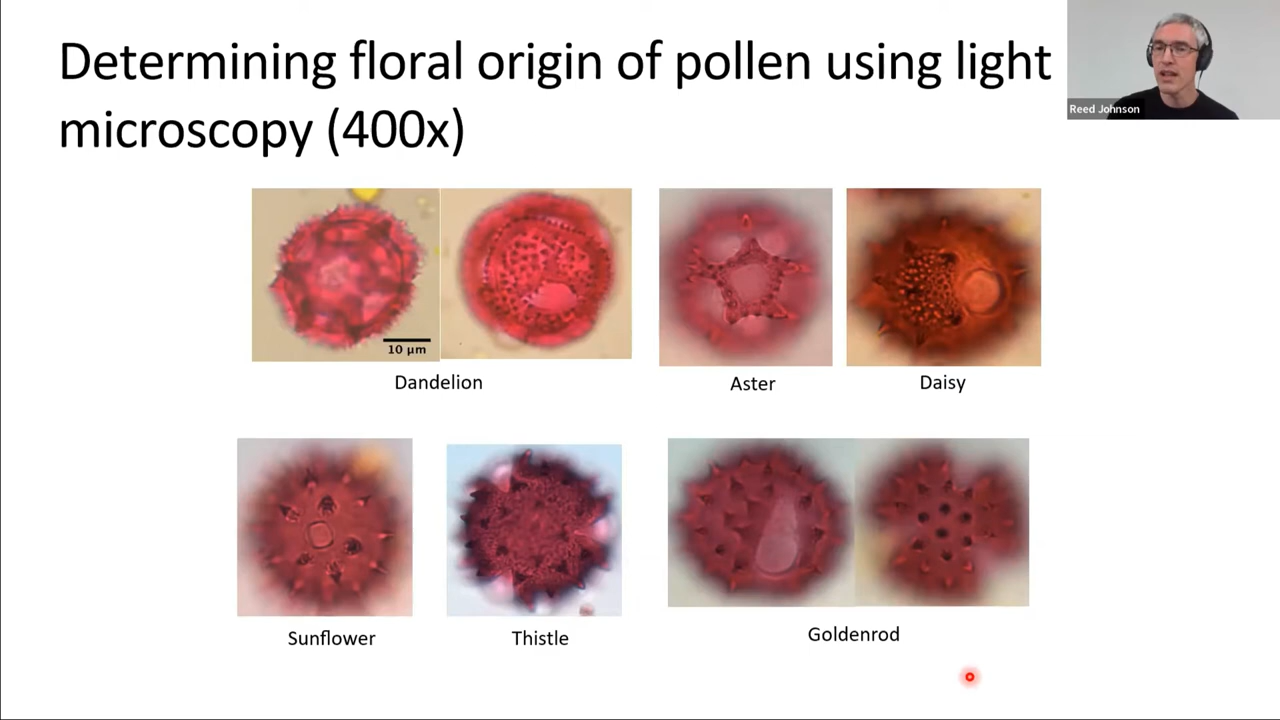 Determining floral origin of pollen using light
microscopy (400x)
Reed Johnson
10 µm
Dandelion
Aster
Daisy
Sunflower
Thistle
Goldenrod